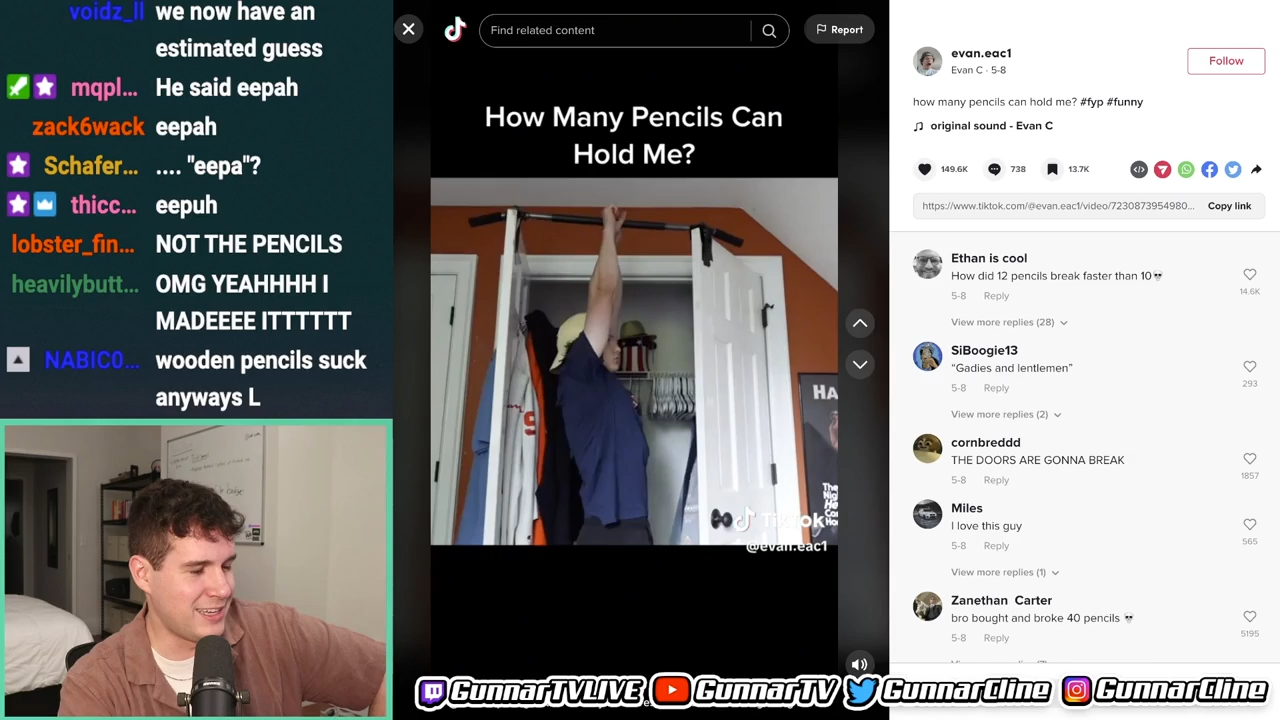 voidz_ll we now have an
estimated guess
mqpl... He said eepah
zack6wack eepah
Schafer... .... "eepa"?
thicc... eepuh
lobster_fin... NOT THE PENCILS
heavilybutt... OMG YEAHHHH I
MADEEEE ITTTTTT
NABIC0... wooden pencils suck
anyways L
Find related content
Report
How Many Pencils Can
Hold Me?
HA
The
TikTok
@evan.eac1
evan.eac1
Evan C · 5-8
Follow
how many pencils can hold me? #fyp #funny
original sound - Evan C
149.6K
738
13.7K
https://www.tiktok.com/@evan.eac1/video/7230873954980...
Copy link
Ethan is cool
How did 12 pencils break faster than 10💀
5-8 Reply
14.6K
View more replies (28)
SiBoogie13
“Gadies and lentlemen”
5-8 Reply
293
View more replies (2)
cornbreddd
THE DOORS ARE GONNA BREAK
5-8 Reply
1857
Miles
I love this guy
5-8 Reply
565
View more replies (1)
Zanethan Carter
bro bought and broke 40 pencils 💀
5-8 Reply
5195
GunnarTVLIVE
GunnarTV
GunnarCline
GunnarCline